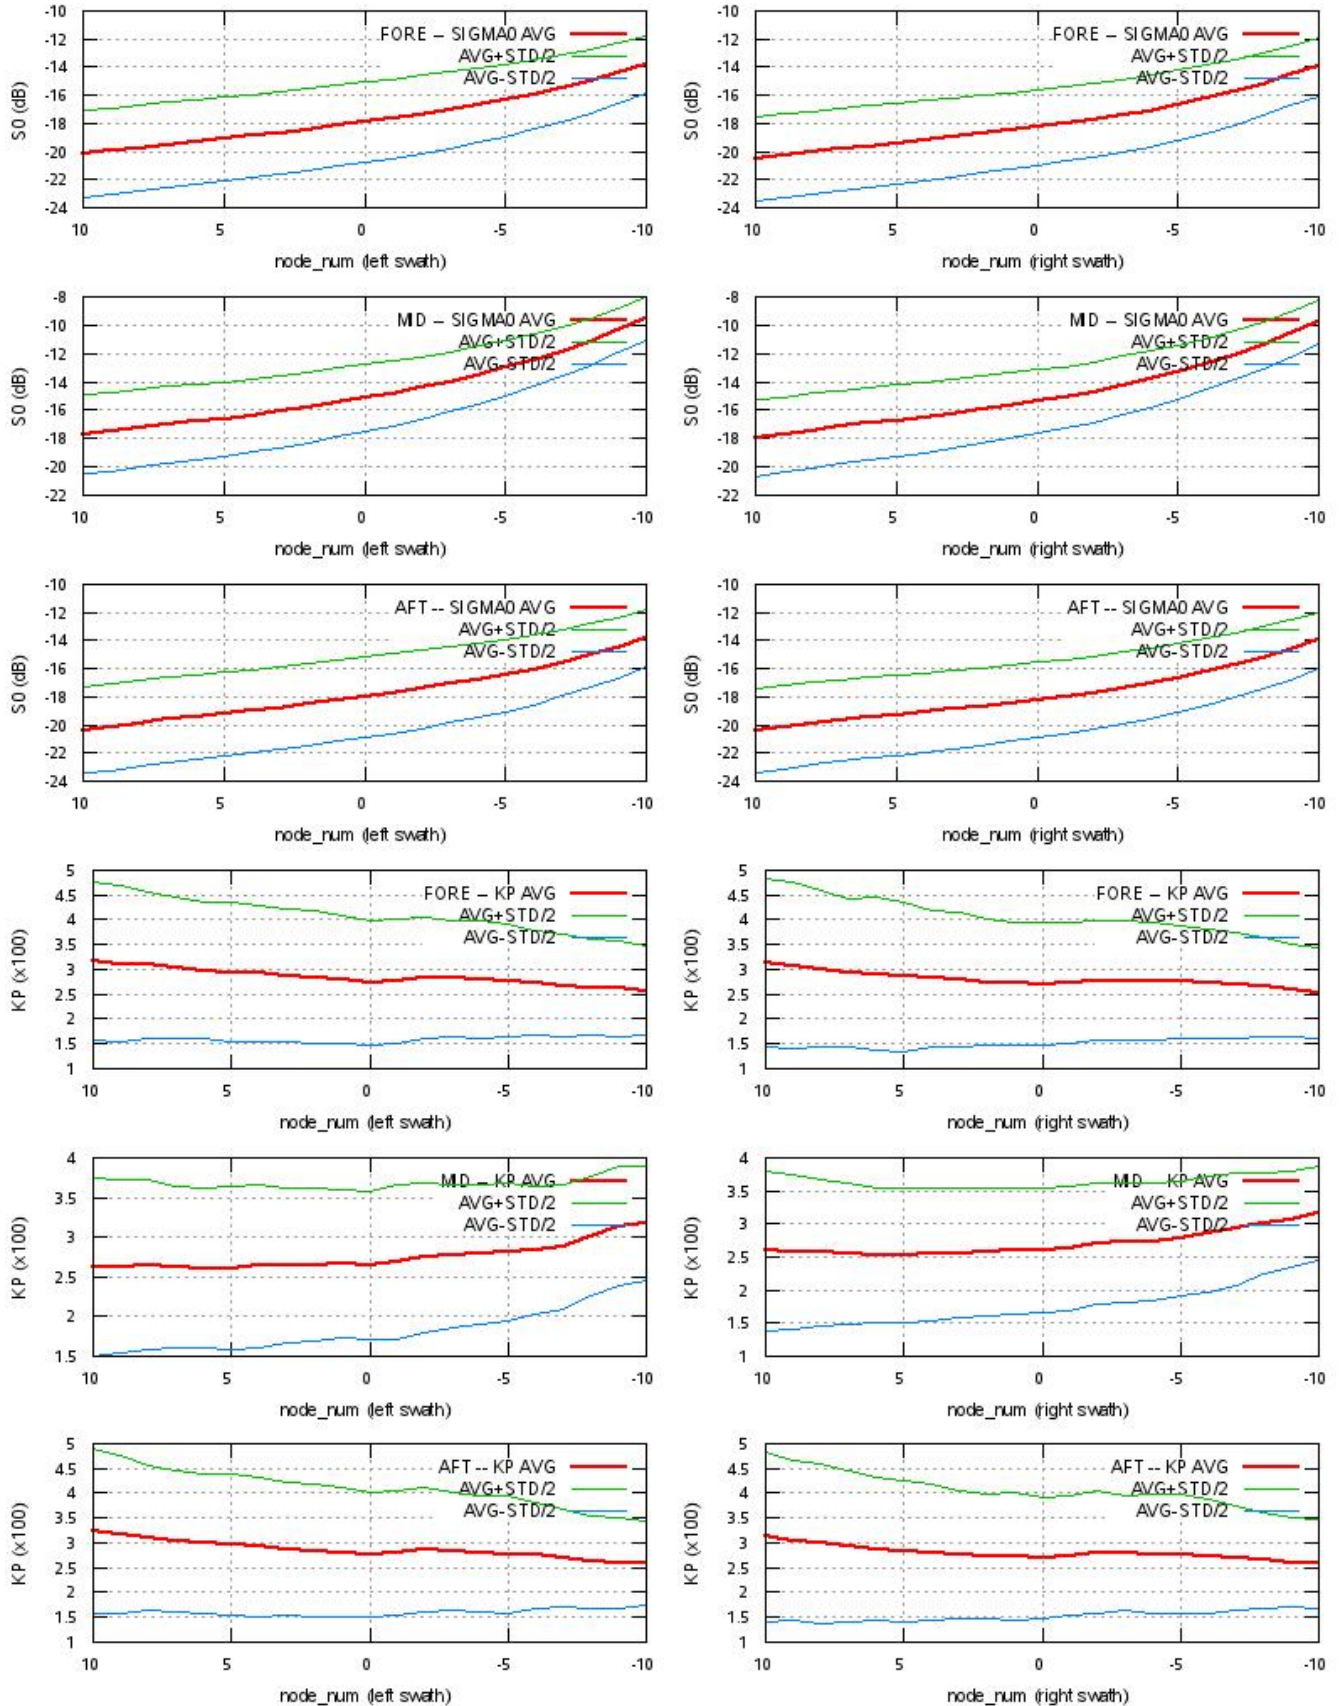 -10
-12
-14
-16
-18
-20
-22
-24
S0 (dB)
FORE – SIGMA0 AVG
AVG+STD/2
AVG-STD/2
10 5 0 -5 -10
node_num (left swath)
-10
-12
-14
-16
-18
-20
-22
-24
S0 (dB)
FORE – SIGMA0 AVG
AVG+STD/2
AVG-STD/2
10 5 0 -5 -10
node_num (right swath)
-8
-10
-12
-14
-16
-18
-20
-22
S0 (dB)
MID – SIGMA0 AVG
AVG+STD/2
AVG-STD/2
10 5 0 -5 -10
node_num (left swath)
-8
-10
-12
-14
-16
-18
-20
-22
S0 (dB)
MID – SIGMA0 AVG
AVG+STD/2
AVG-STD/2
10 5 0 -5 -10
node_num (right swath)
-10
-12
-14
-16
-18
-20
-22
-24
S0 (dB)
AFT -- SIGMA0 AVG
AVG+STD/2
AVG-STD/2
10 5 0 -5 -10
node_num (left swath)
-10
-12
-14
-16
-18
-20
-22
-24
S0 (dB)
AFT -- SIGMA0 AVG
AVG+STD/2
AVG-STD/2
10 5 0 -5 -10
node_num (right swath)
5
4.5
4
3.5
3
2.5
2
1.5
1
KP (x100)
FORE – KP AVG
AVG+STD/2
AVG-STD/2
10 5 0 -5 -10
node_num (left swath)
5
4.5
4
3.5
3
2.5
2
1.5
1
KP (x100)
FORE – KP AVG
AVG+STD/2
AVG-STD/2
10 5 0 -5 -10
node_num (right swath)
4
3.5
3
2.5
2
1.5
KP (x100)
MID – KP AVG
AVG+STD/2
AVG-STD/2
10 5 0 -5 -10
node_num (left swath)
4
3.5
3
2.5
2
1.5
1
KP (x100)
MID – KP AVG
AVG+STD/2
AVG-STD/2
10 5 0 -5 -10
node_num (right swath)
5
4.5
4
3.5
3
2.5
2
1.5
1
KP (x100)
AFT -- KP AVG
AVG+STD/2
AVG-STD/2
10 5 0 -5 -10
node_num (left swath)
5
4.5
4
3.5
3
2.5
2
1.5
1
KP (x100)
AFT -- KP AVG
AVG+STD/2
AVG-STD/2
10 5 0 -5 -10
node_num (right swath)